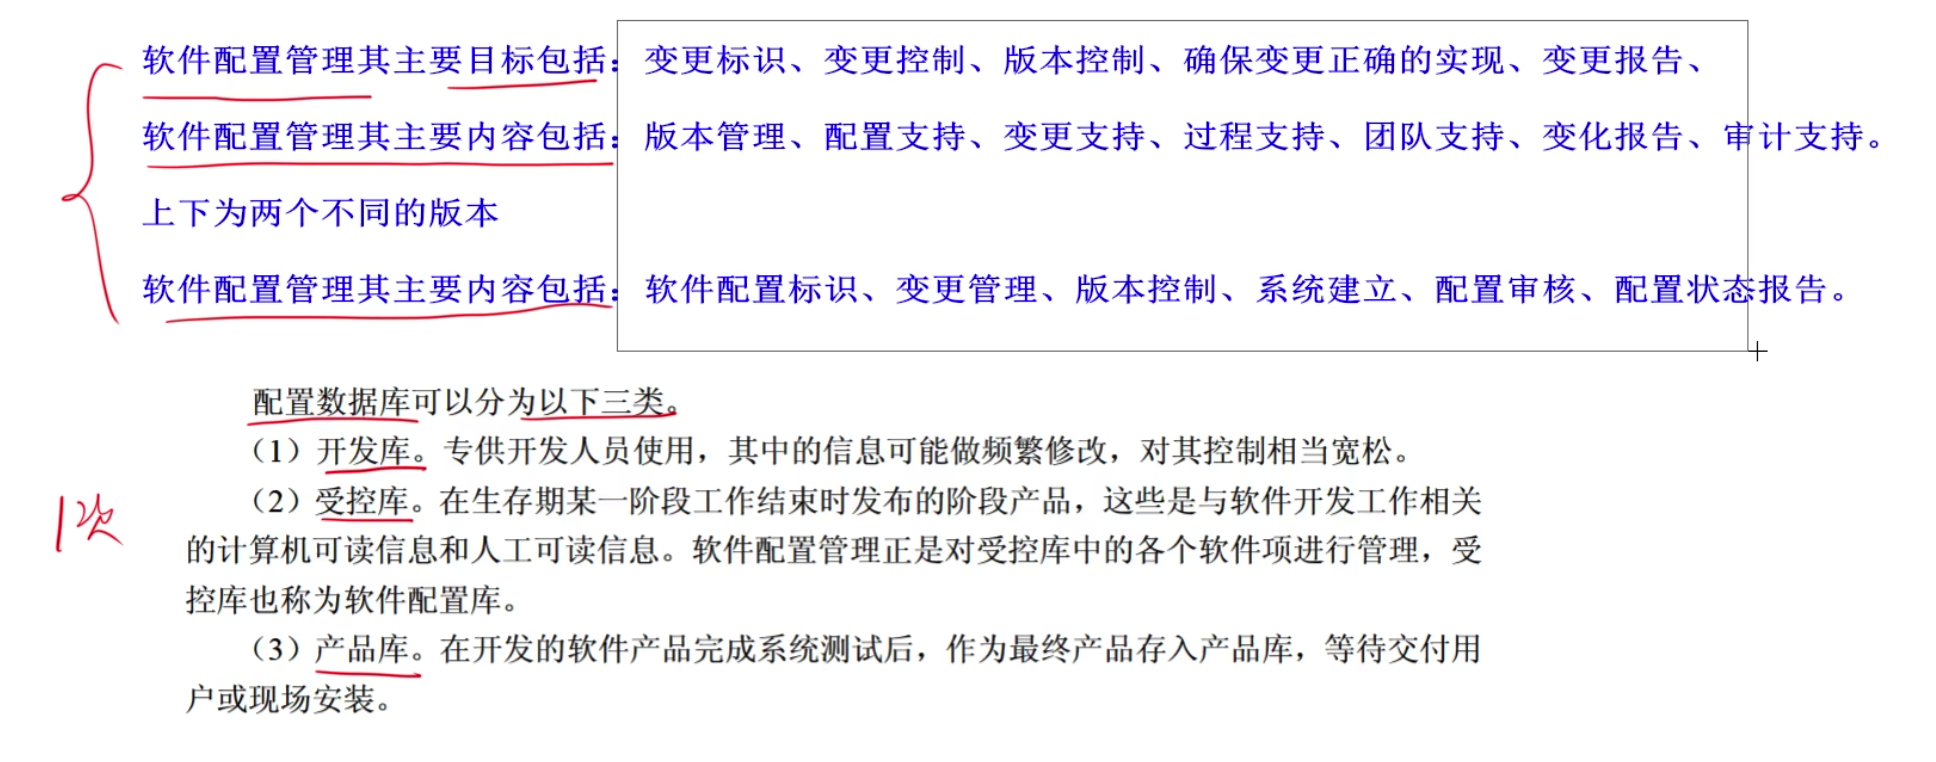 软件配置管理其主要目标包括：变更标识、变更控制、版本控制、确保变更正确的实现、变更报告、
软件配置管理其主要内容包括：版本管理、配置支持、变更支持、过程支持、团队支持、变化报告、审计支持。
上下为两个不同的版本
软件配置管理其主要内容包括：软件配置标识、变更管理、版本控制、系统建立、配置审核、配置状态报告。
配置数据库可以分为以下三类。
（1）开发库。专供开发人员使用，其中的信息可能做频繁修改，对其控制相当宽松。
（2）受控库。在生存期某一阶段工作结束时发布的阶段产品，这些是与软件开发工作相关
1次
的计算机可读信息和人工可读信息。软件配置管理正是对受控库中的各个软件项进行管理，受
控库也称为软件配置库。
（3）产品库。在开发的软件产品完成系统测试后，作为最终产品存入产品库，等待交付用
户或现场安装。